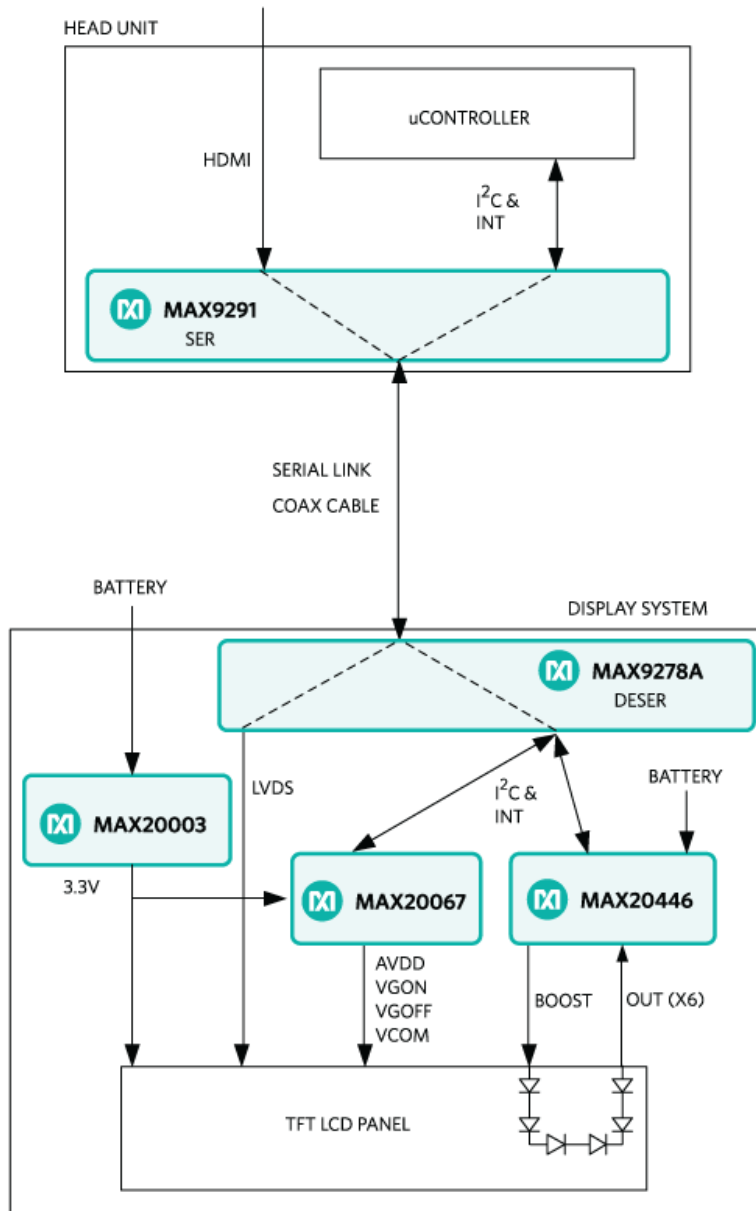 HEAD UNIT
uCONTROLLER
HDMI
I²C &
INT
MAX9291
SER
SERIAL LINK
COAX CABLE
BATTERY
DISPLAY SYSTEM
MAX9278A
DESER
LVDS
I²C &
INT
BATTERY
MAX20003
3.3V
MAX20067
MAX20446
AVDD
VGON
VGOFF
VCOM
BOOST
OUT (X6)
TFT LCD PANEL